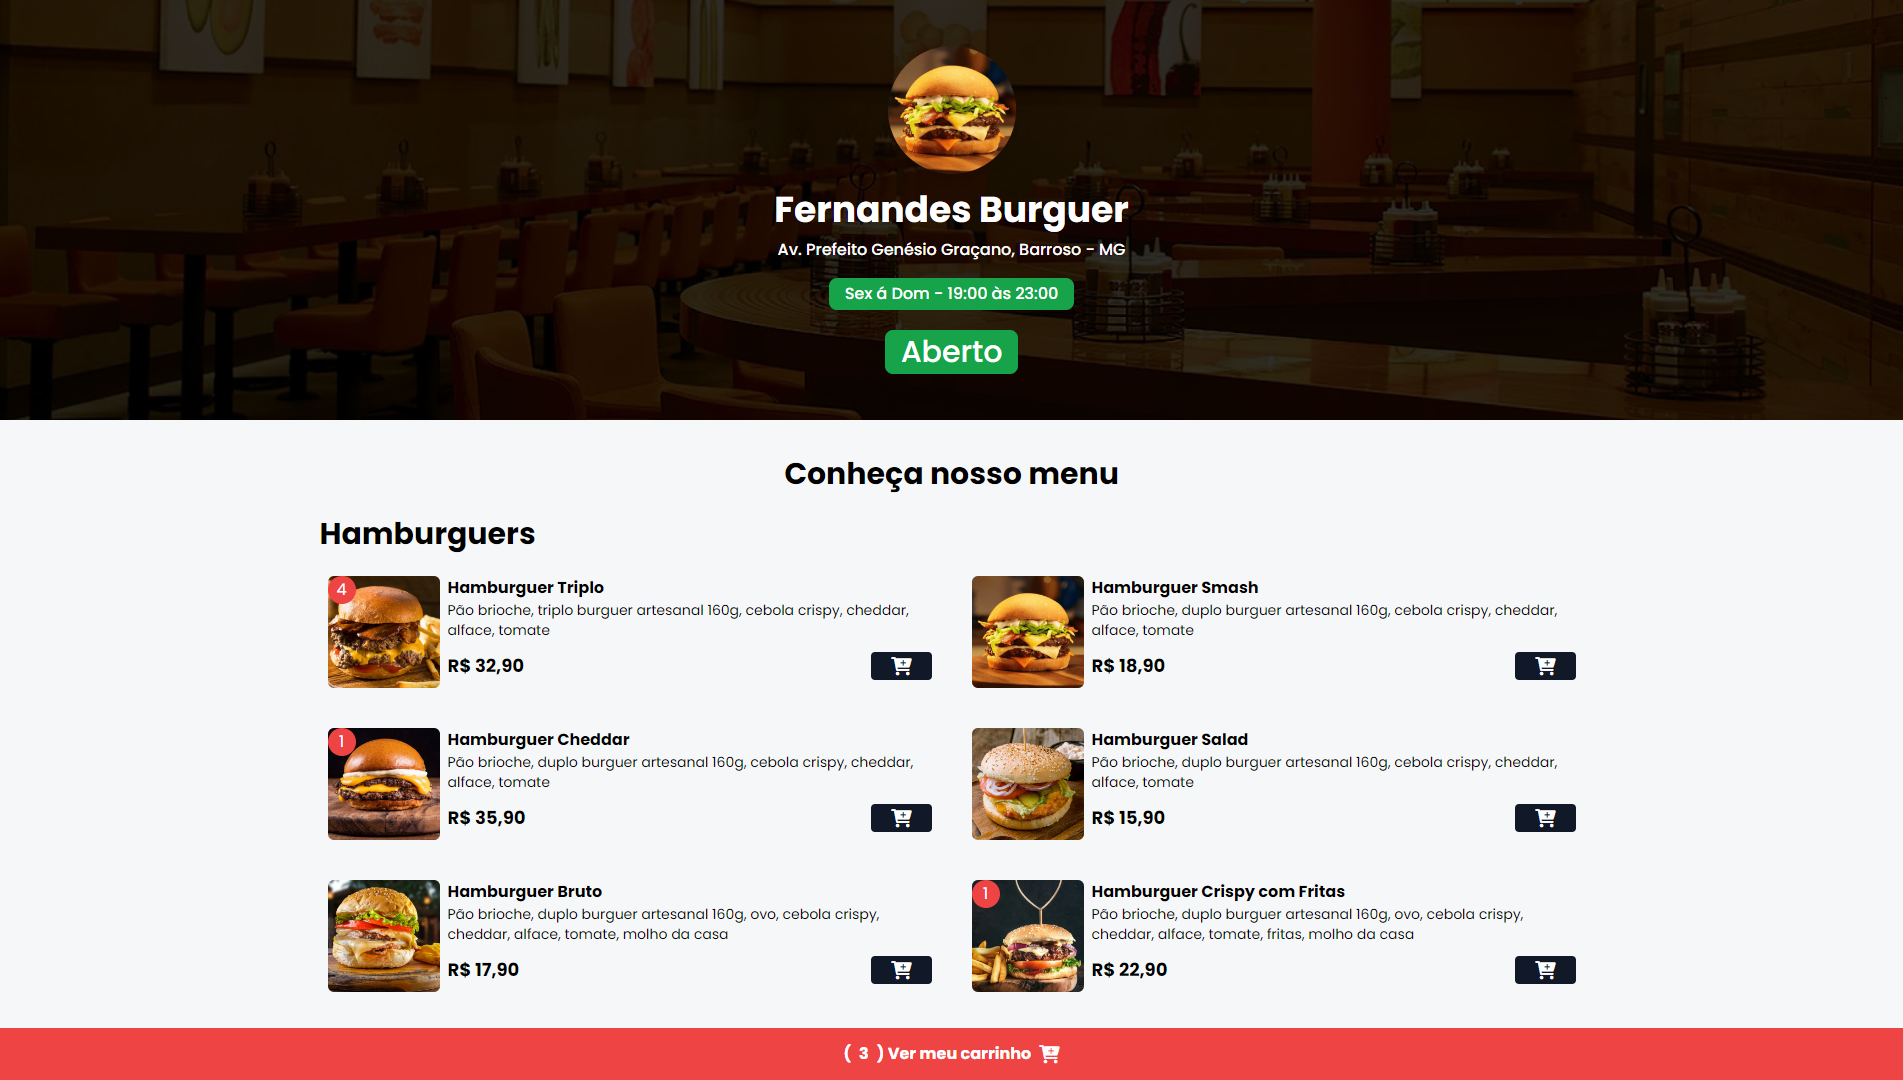 Fernandes Burguer
Av. Prefeito Genésio Graçano, Barroso - MG
Sex á Dom - 19:00 às 23:00
Aberto
Conheça nosso menu
Hamburguers
4
Hamburguer Triplo
Pão brioche, triplo burguer artesanal 160g, cebola crispy, cheddar,
alface, tomate
R$ 32,90
Hamburguer Smash
Pão brioche, duplo burguer artesanal 160g, cebola crispy, cheddar,
alface, tomate
R$ 18,90
1
Hamburguer Cheddar
Pão brioche, duplo burguer artesanal 160g, cebola crispy, cheddar,
alface, tomate
R$ 35,90
Hamburguer Salad
Pão brioche, duplo burguer artesanal 160g, cebola crispy, cheddar,
alface, tomate
R$ 15,90
Hamburguer Bruto
Pão brioche, duplo burguer artesanal 160g, ovo, cebola crispy,
cheddar, alface, tomate, molho da casa
R$ 17,90
1
Hamburguer Crispy com Fritas
Pão brioche, duplo burguer artesanal 160g, ovo, cebola crispy,
cheddar, alface, tomate, fritas, molho da casa
R$ 22,90
( 3 ) Ver meu carrinho